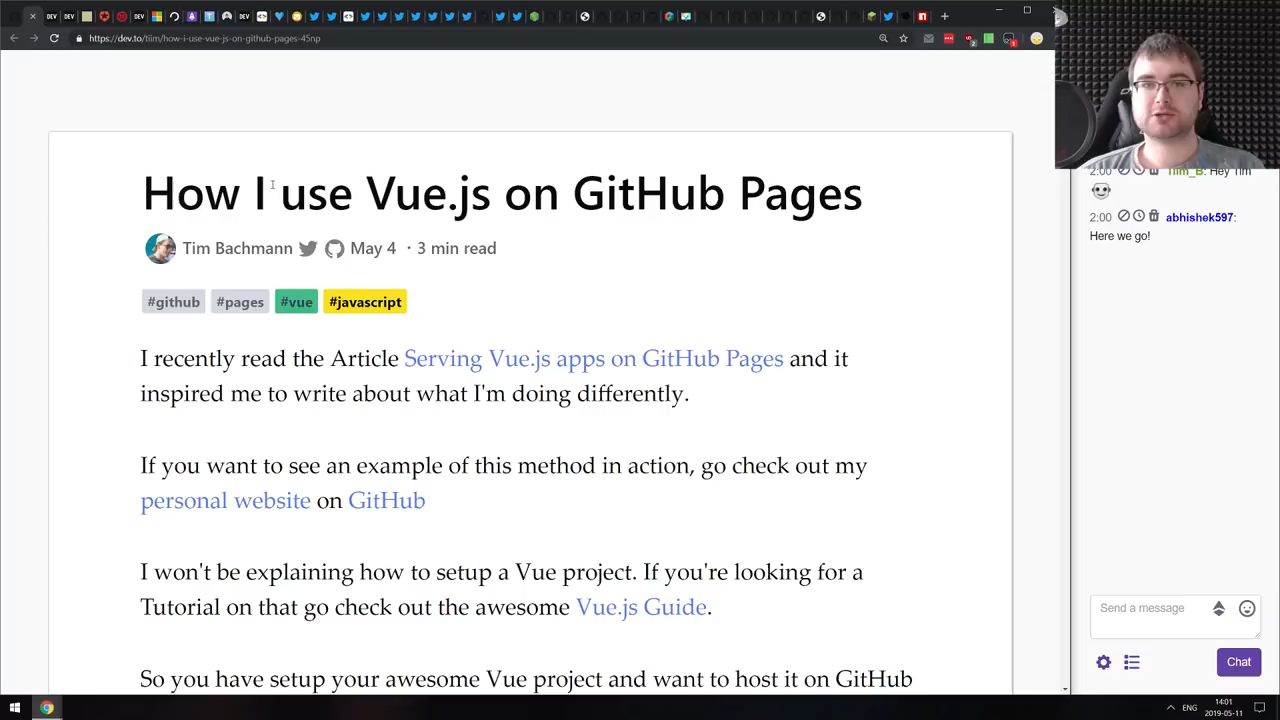 DEV DEV DEV DEV DEV
https://dev.to/tiim/how-i-use-vue-js-on-github-pages-45np
How I use Vue.js on GitHub Pages
Tim Bachmann May 4 · 3 min read
#github #pages #vue #javascript
I recently read the Article Serving Vue.js apps on GitHub Pages and it
inspired me to write about what I'm doing differently.
If you want to see an example of this method in action, go check out my
personal website on GitHub
I won't be explaining how to setup a Vue project. If you're looking for a
Tutorial on that go check out the awesome Vue.js Guide.
So you have setup your awesome Vue project and want to host it on GitHub
2:00 Tiim_B: Hey Tim
2:00 abhishek597:
Here we go!
Send a message
Chat
ENG
14:01
2019-05-11